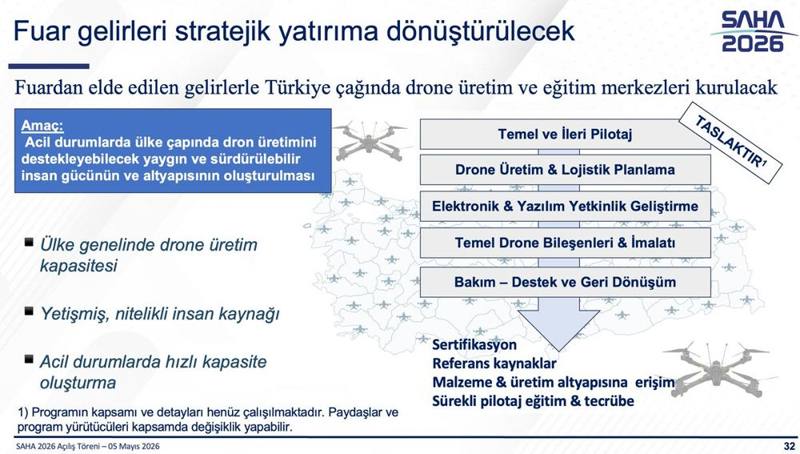 Fuar gelirleri stratejik yatırıma dönüştürülecek
SAHA
2026
Fuardan elde edilen gelirlerle Türkiye çağında drone üretim ve eğitim merkezleri kurulacak
Amaç:
Acil durumlarda ülke çapında dron üretimini
destekleyebilecek yaygın ve sürdürülebilir
insan gücünün ve altyapısının oluşturulması
Ülke genelinde drone üretim
kapasitesi
Yetişmiş, nitelikli insan kaynağı
Acil durumlarda hızlı kapasite
oluşturma
TASLAKTIR¹
Temel ve İleri Pilotaj
Drone Üretim & Lojistik Planlama
Elektronik & Yazılım Yetkinlik Geliştirme
Temel Drone Bileşenleri & İmalatı
Bakım – Destek ve Geri Dönüşüm
Sertifikasyon
Referans kaynaklar
Malzeme & üretim altyapısına erişim
Sürekli pilotaj eğitim & tecrübe
1) Programın kapsamı ve detayları henüz çalışılmaktadır. Paydaşlar ve
program yürütücüleri kapsamda değişiklik yapabilir.
SAHA 2026 Açılış Töreni – 05 Mayıs 2026
32